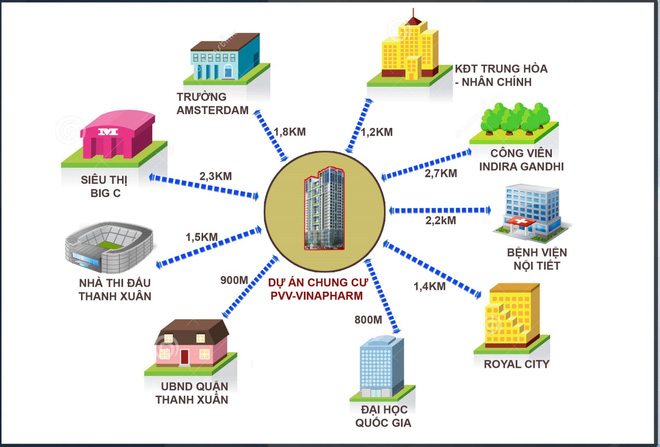 KĐT TRUNG HÒA
- NHÂN CHÍNH
TRƯỜNG
AMSTERDAM
1,8KM
1,2KM
M
CÔNG VIÊN
INDIRA GANDHI
2,3KM
2,7KM
SIÊU THỊ
BIG C
2,2kM
1,5KM
BỆNH VIỆN
NỘI TIẾT
NHÀ THI ĐẤU
THANH XUÂN
900M
DỰ ÁN CHUNG CƯ
PVV-VINAPHARM
1,4KM
800M
ROYAL CITY
UBND QUẬN
THANH XUÂN
ĐẠI HỌC
QUỐC GIA